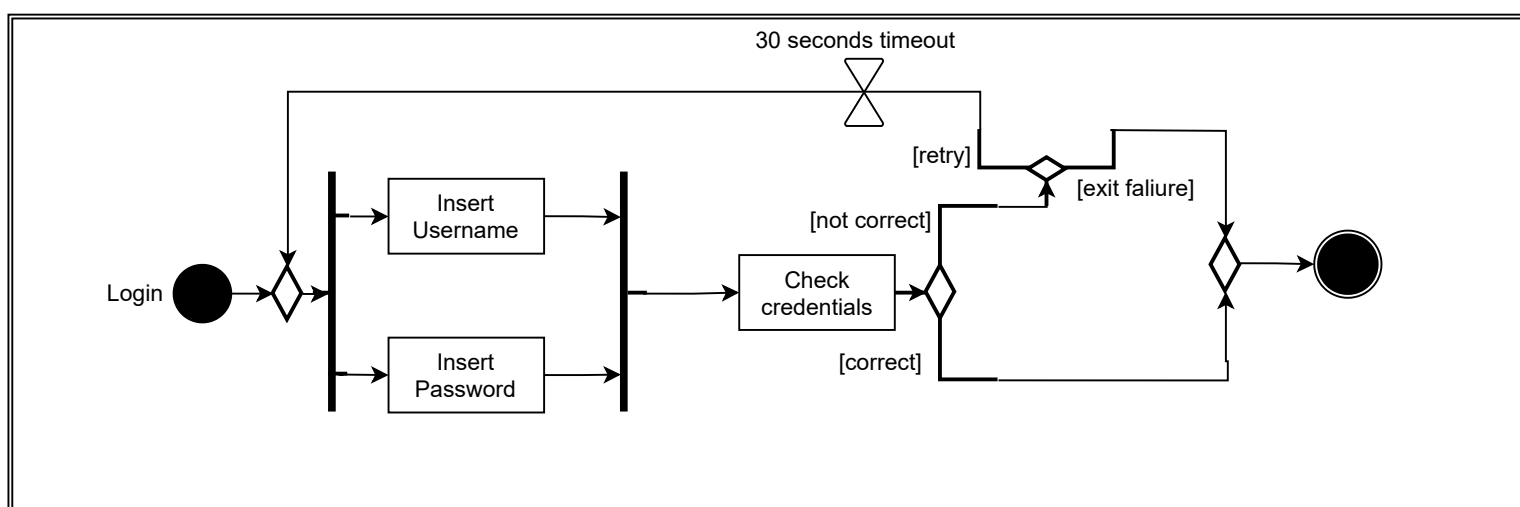 30 seconds timeout
[retry]
[exit faliure]
Insert
Username
[not correct]
Login
Check
credentials
Insert
Password
[correct]